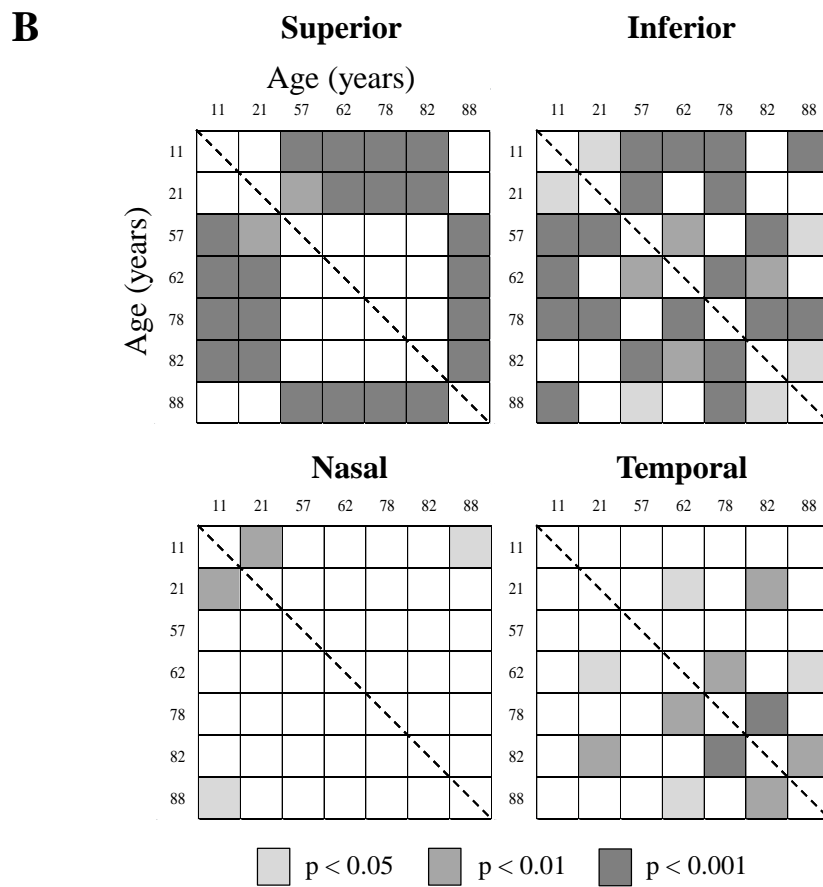 B
Superior Inferior
Age (years)
11 21 57 62 78 82 88 11 21 57 62 78 82 88
11 11
21 21
57 57
62 62
78 78
82 82
88 88
Age (years)
Nasal Temporal
11 21 57 62 78 82 88 11 21 57 62 78 82 88
11 11
21 21
57 57
62 62
78 78
82 82
88 88
p < 0.05 p < 0.01 p < 0.001